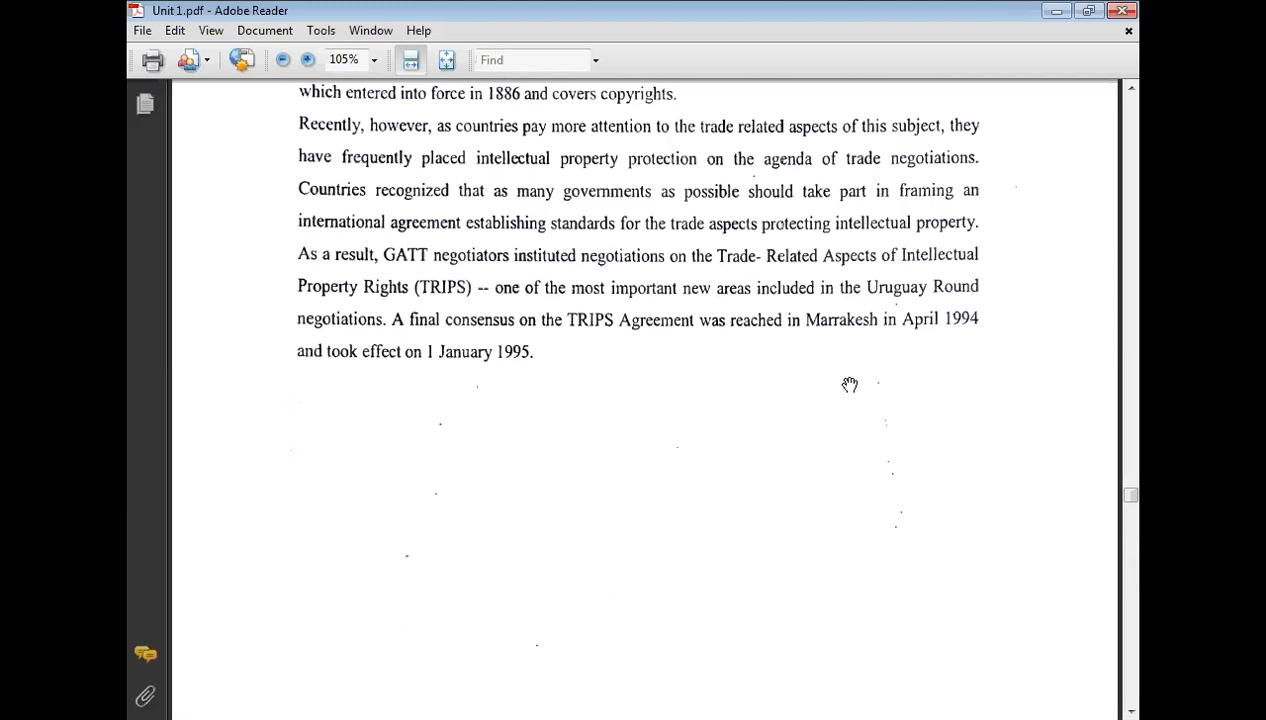 Unit 1.pdf - Adobe Reader
File Edit View Document Tools Window Help
105% Find
which entered into force in 1886 and covers copyrights.
Recently, however, as countries pay more attention to the trade related aspects of this subject, they
have frequently placed intellectual property protection on the agenda of trade negotiations.
Countries recognized that as many governments as possible should take part in framing an
international agreement establishing standards for the trade aspects protecting intellectual property.
As a result, GATT negotiators instituted negotiations on the Trade- Related Aspects of Intellectual
Property Rights (TRIPS) -- one of the most important new areas included in the Uruguay Round
negotiations. A final consensus on the TRIPS Agreement was reached in Marrakesh in April 1994
and took effect on 1 January 1995.